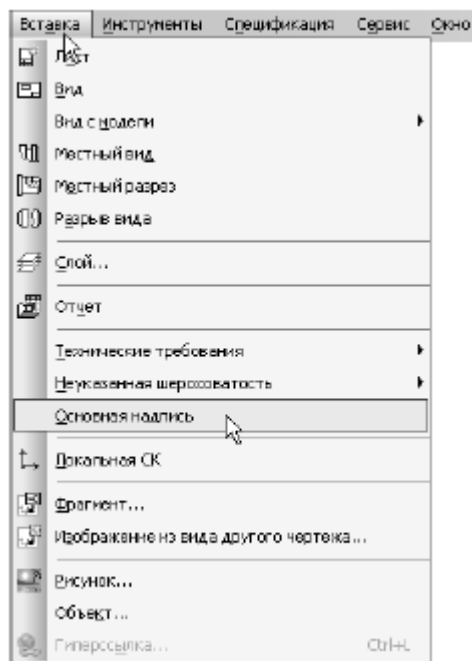 Вставка Инструменты Спецификация Сервис Окно
Лист
Вид
Вид с модели
Местный вид
Местный разрез
Разрыв вида
Слой...
Отчет
Технические требования
Неуказанная шероховатость
Основная надпись
Локальная СК
Фрагмент...
Изображение из вида другого чертежа...
Рисунок...
Объект...
Гиперссылка... Ctrl+L